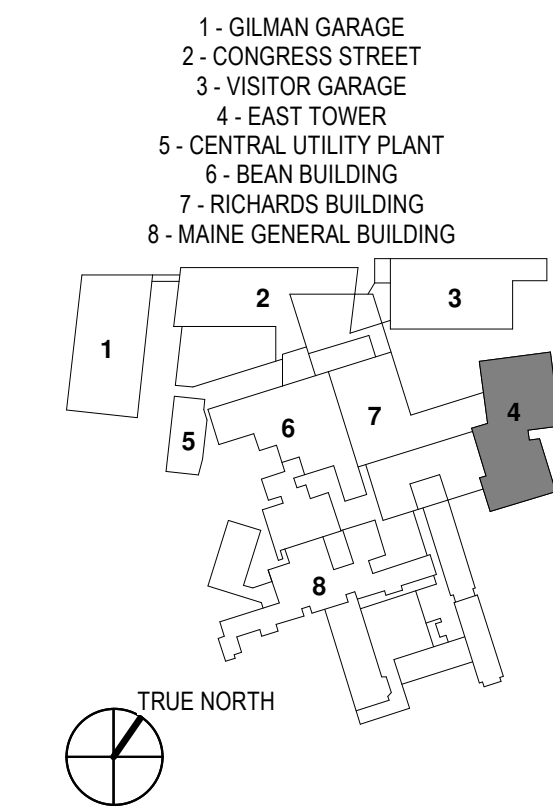 1 - GILMAN GARAGE
2 - CONGRESS STREET
3 - VISITOR GARAGE
4 - EAST TOWER
5 - CENTRAL UTILITY PLANT
6 - BEAN BUILDING
7 - RICHARDS BUILDING
8 - MAINE GENERAL BUILDING
2
3
1
4
7
6
5
8
TRUE NORTH